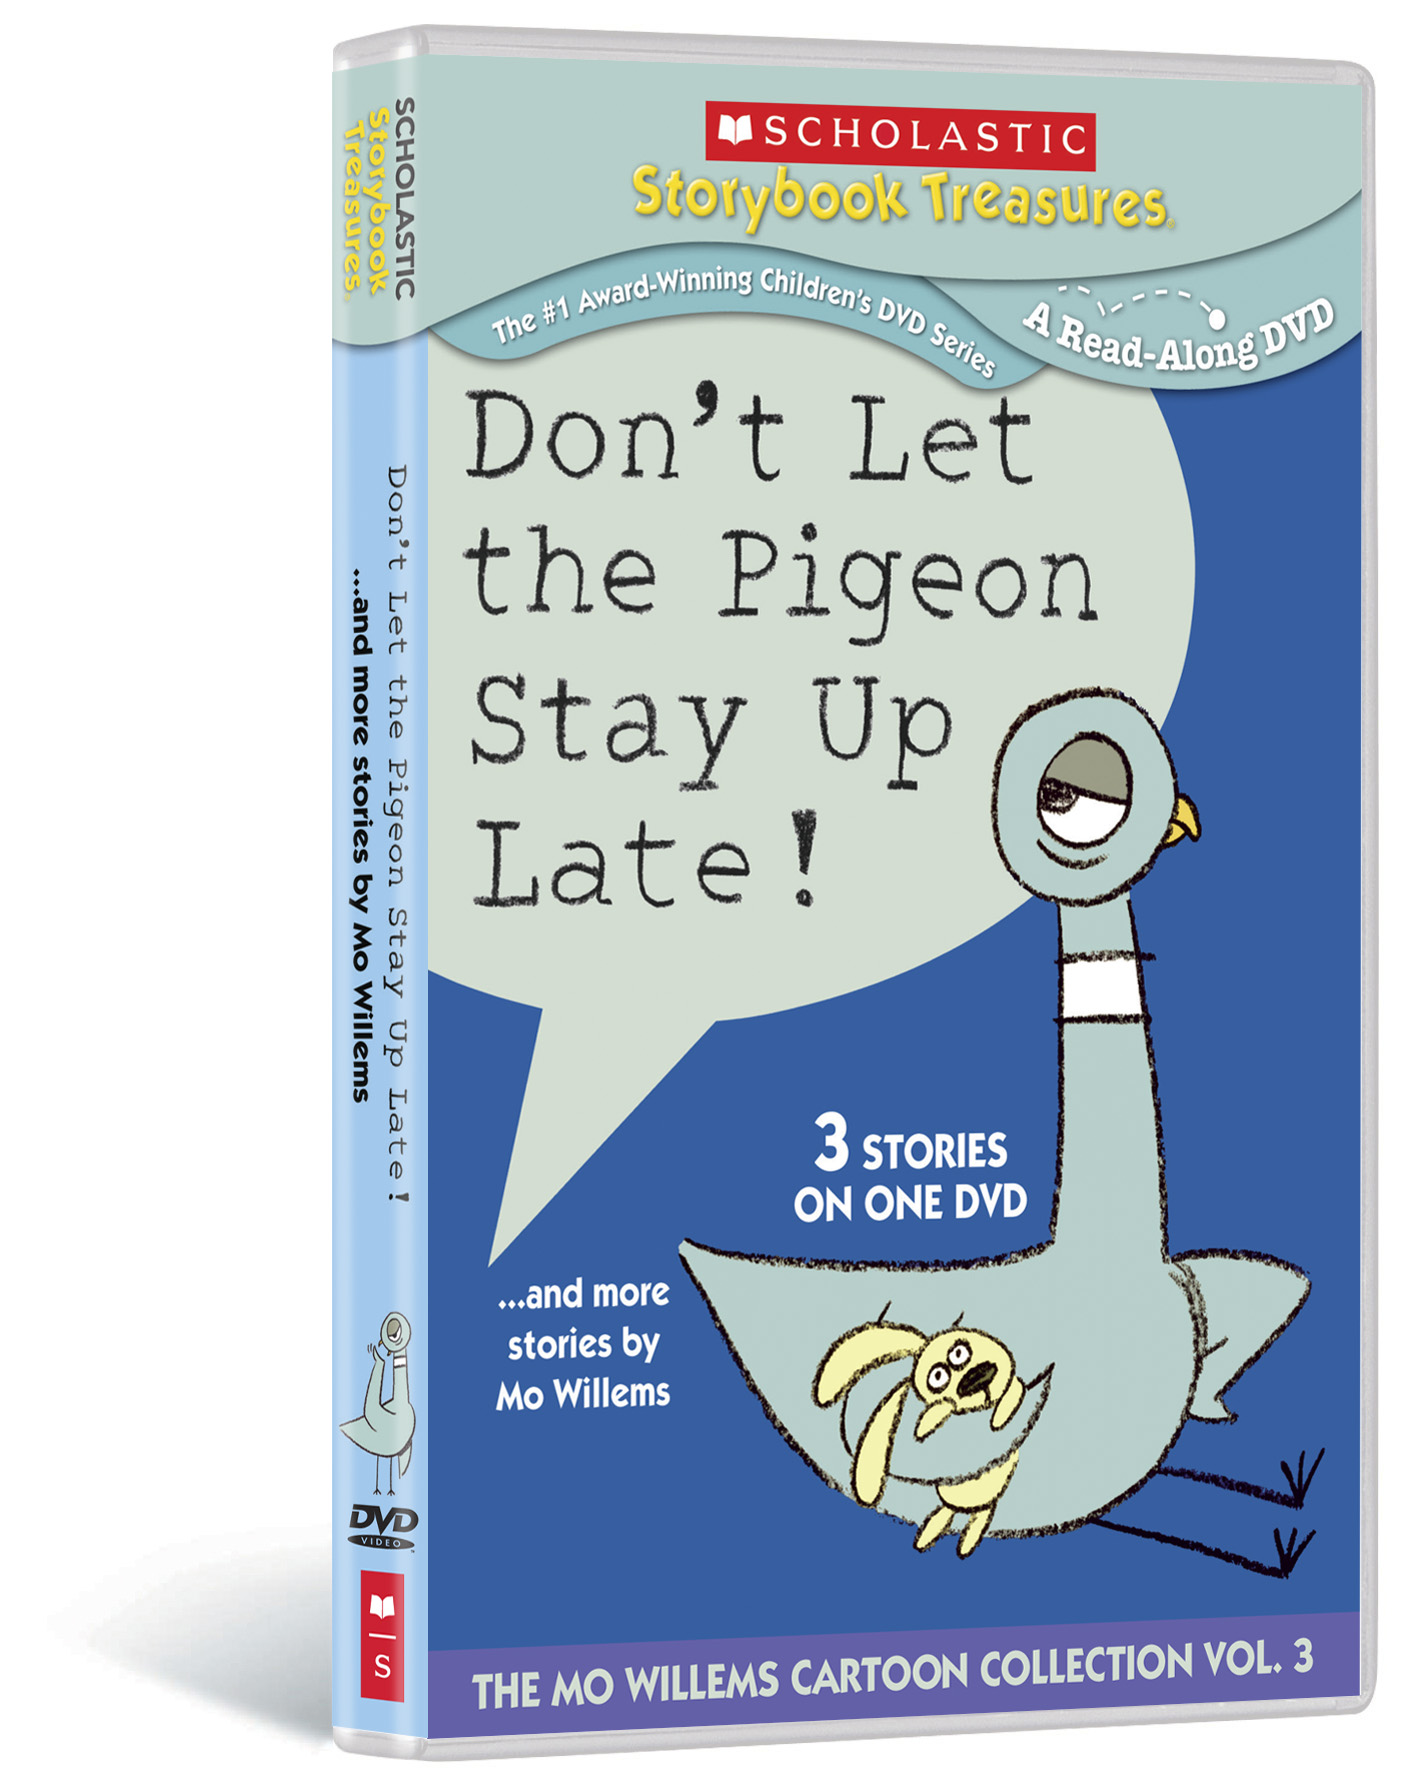 SCHOLASTIC
Storybook Treasures®
The #1 Award-Winning Children's DVD Series
A Read-Along DVD
Don't Let
the Pigeon
Stay Up
Late!
3 STORIES
ON ONE DVD
...and more
stories by
Mo Willems
THE MO WILLEMS CARTOON COLLECTION VOL. 3
SCHOLASTIC
Storybook
Treasures®
Don't Let the Pigeon Stay Up Late!
...and more stories by Mo Willems
DVD
VIDEO
S